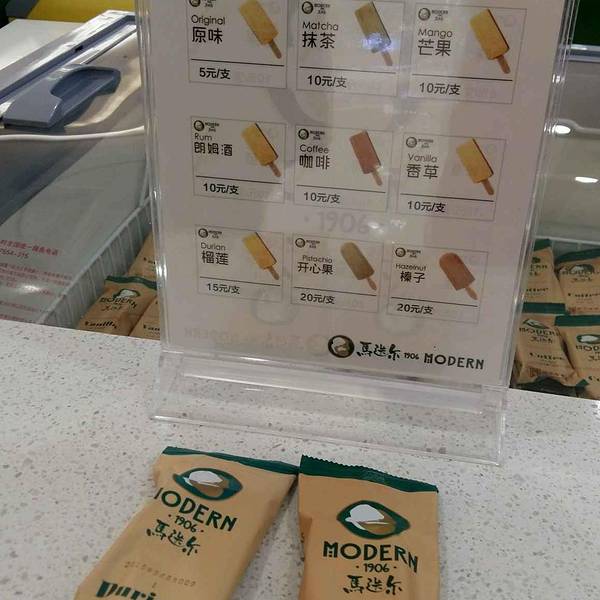 Original
原味
5元/支
Matcha
抹茶
10元/支
Mango
芒果
10元/支
Rum
朗姆酒
10元/支
Coffee
咖啡
10元/支
Vanilla
香草
10元/支
Durian
榴莲
15元/支
Pistachio
开心果
20元/支
Hazelnut
榛子
20元/支
馬迭尔 1906 MODERN
MODERN
·1906·
馬迭尔
MODERN
·1906·
馬迭尔